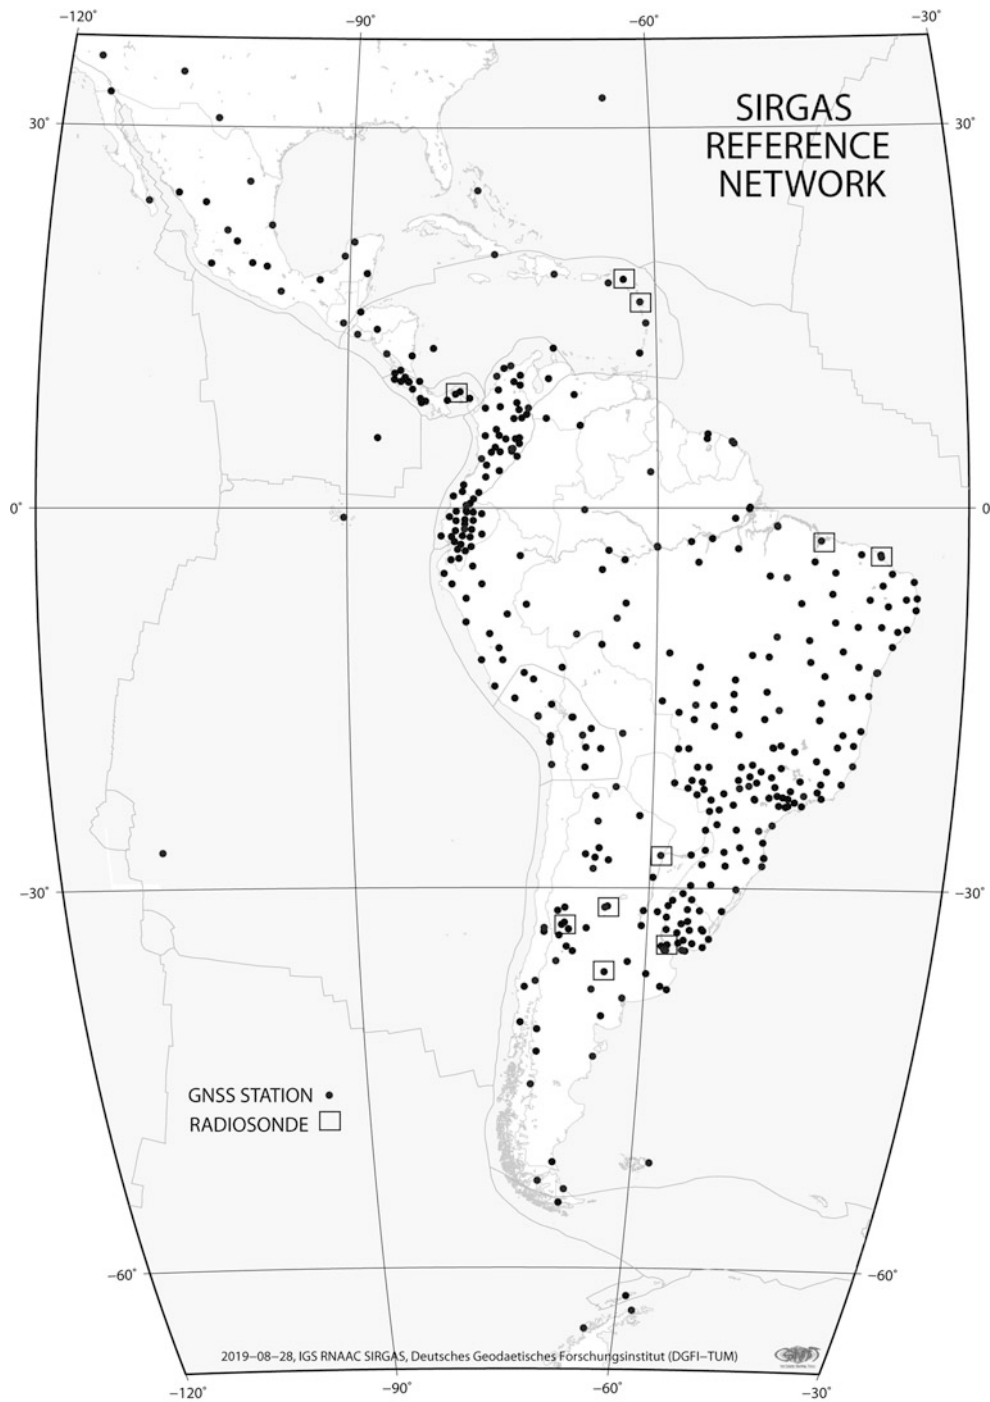 −120˚ −90˚ −60˚ −30˚
SIRGAS
REFERENCE
NETWORK
30˚ 30˚
0˚ 0
−30˚ −30˚
GNSS STATION
RADIOSONDE
−60˚ −60˚
2019−08−28, IGS RNAAC SIRGAS, Deutsches Geodaetisches Forschungsinstitut (DGFI−TUM)
−120˚ −90˚ −60˚ −30˚